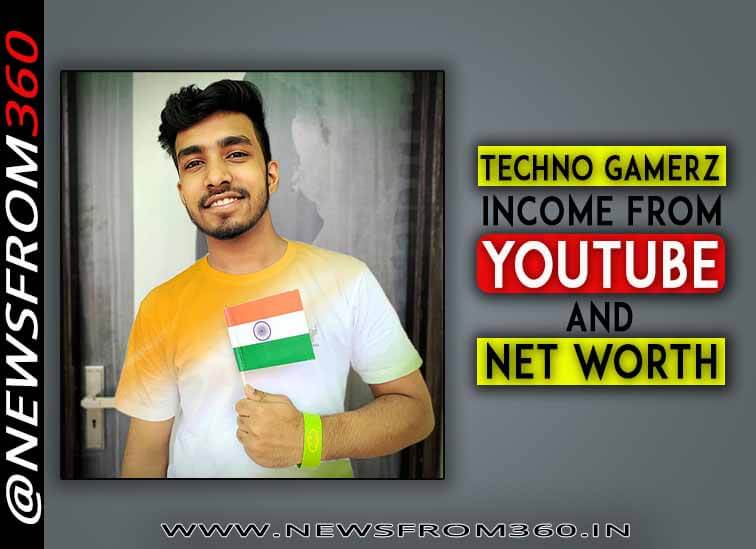 @NEWSFROM360
TECHNO GAMERZ
INCOME FROM
YOUTUBE
AND
NET WORTH
WWW.NEWSFROM360.IN